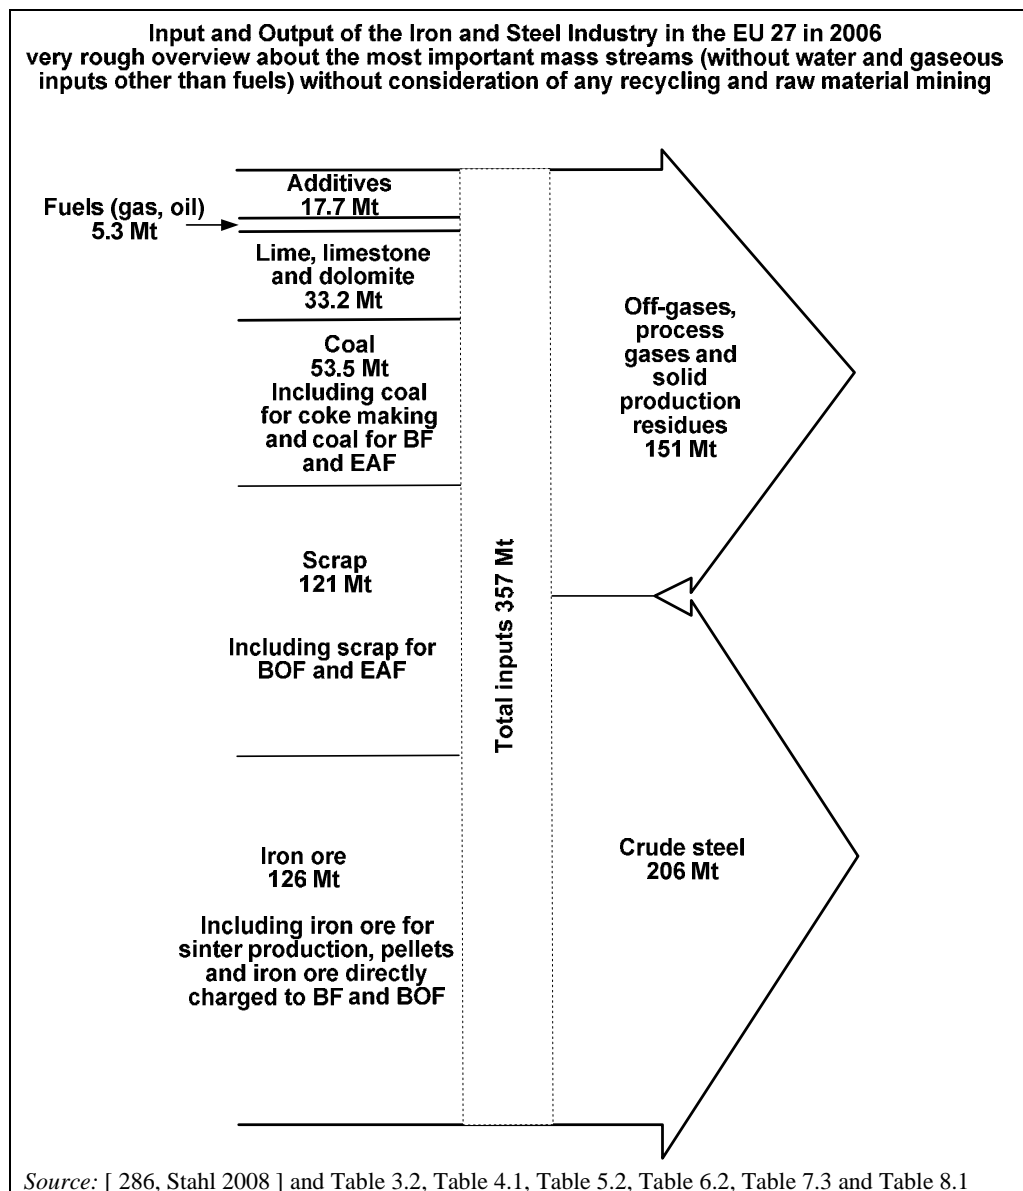 Input and Output of the Iron and Steel Industry in the EU 27 in 2006
very rough overview about the most important mass streams (without water and gaseous
inputs other than fuels) without consideration of any recycling and raw material mining
Additives
17.7 Mt
Fuels (gas, oil)
5.3 Mt
Lime, limestone
and dolomite
33.2 Mt
Coal
53.5 Mt
Including coal
for coke making
and coal for BF
and EAF
Scrap
121 Mt
Including scrap for
BOF and EAF
Iron ore
126 Mt
Including iron ore for
sinter production, pellets
and iron ore directly
charged to BF and BOF
Total inputs 357 Mt
Off-gases,
process
gases and
solid
production
residues
151 Mt
Crude steel
206 Mt
Source: [ 286, Stahl 2008 ] and Table 3.2, Table 4.1, Table 5.2, Table 6.2, Table 7.3 and Table 8.1